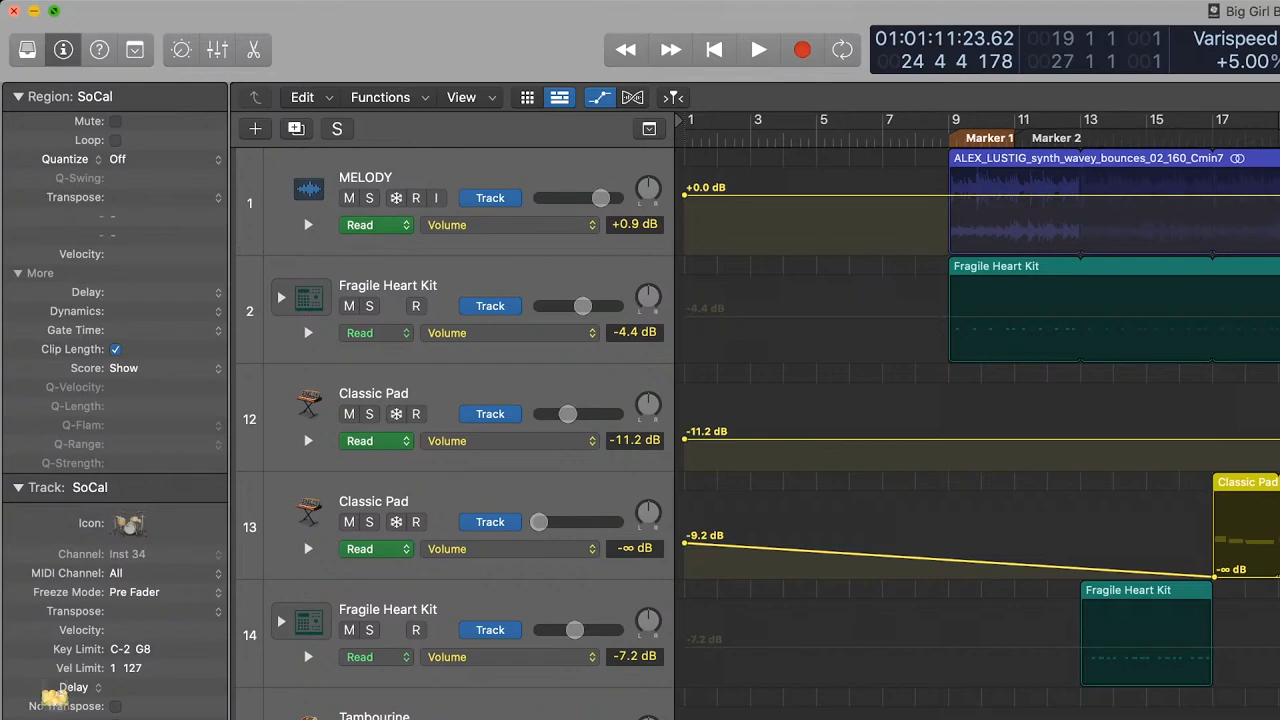 Big Girl B
01:01:11:23.62
24 4 4 178
0019 1 1 001
0027 1 1 001
Varispeed
+5.00%
Region: SoCal
Mute:
Loop:
Quantize Off
Q-Swing:
Transpose:
- -
- -
Velocity:
More
Delay:
Dynamics:
Gate Time:
Clip Length:
Score: Show
Q-Velocity:
Q-Length:
Q-Flam:
Q-Range:
Q-Strength:
Track: SoCal
Icon:
Channel: Inst 34
MIDI Channel: All
Freeze Mode: Pre Fader
Transpose:
Velocity:
Key Limit: C-2 G8
Vel Limit: 1 127
Delay
No Transpose:
Edit Functions View
S
1 3 5 7 9 11 13 15 17
Marker 1 Marker 2
1
MELODY
M S R I Track L R
Read Volume +0.9 dB
+0.0 dB
ALEX_LUSTIG_synth_wavey_bounces_02_160_Cmin7
2
Fragile Heart Kit
M S R Track L R
Read Volume -4.4 dB
-4.4 dB
Fragile Heart Kit
12
Classic Pad
M S R Track L R
Read Volume -11.2 dB
-11.2 dB
13
Classic Pad
M S R Track L R
Read Volume -∞ dB
-9.2 dB
-∞ dB
Classic Pad
14
Fragile Heart Kit
M S R Track L R
Read Volume -7.2 dB
-7.2 dB
Fragile Heart Kit
Tambourine